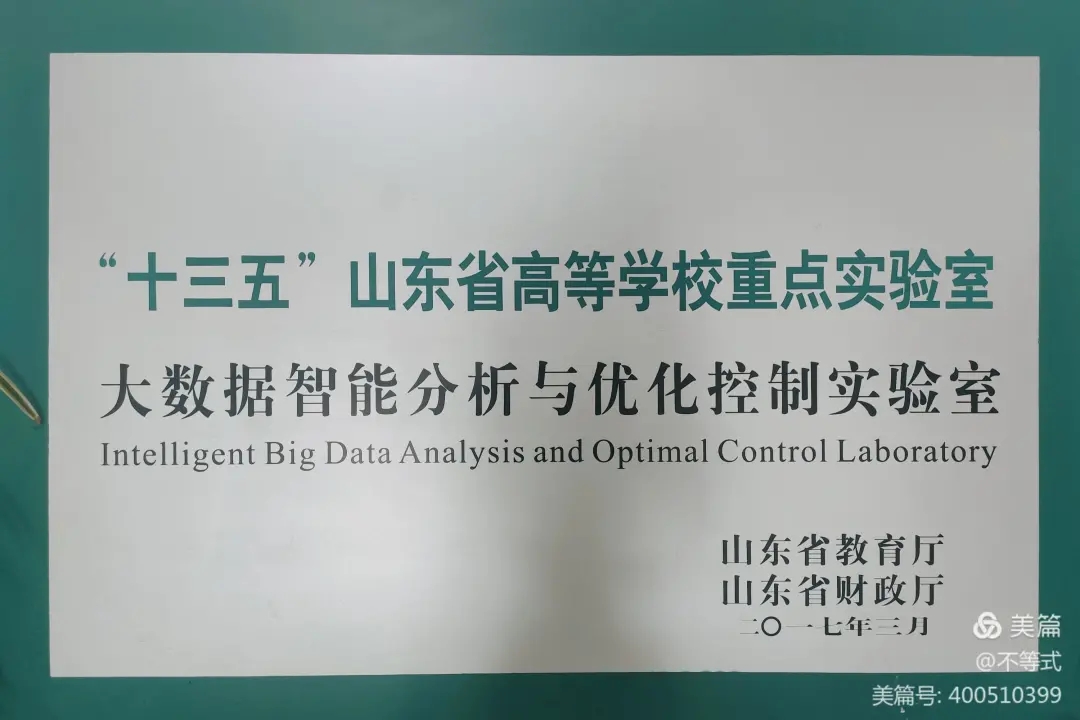 “十三五”山东省高等学校重点实验室
大数据智能分析与优化控制实验室
Intelligent Big Data Analysis and Optimal Control Laboratory
山东省教育厅
山东省财政厅
二〇一七年三月
美篇
@不等式
美篇号: 400510399